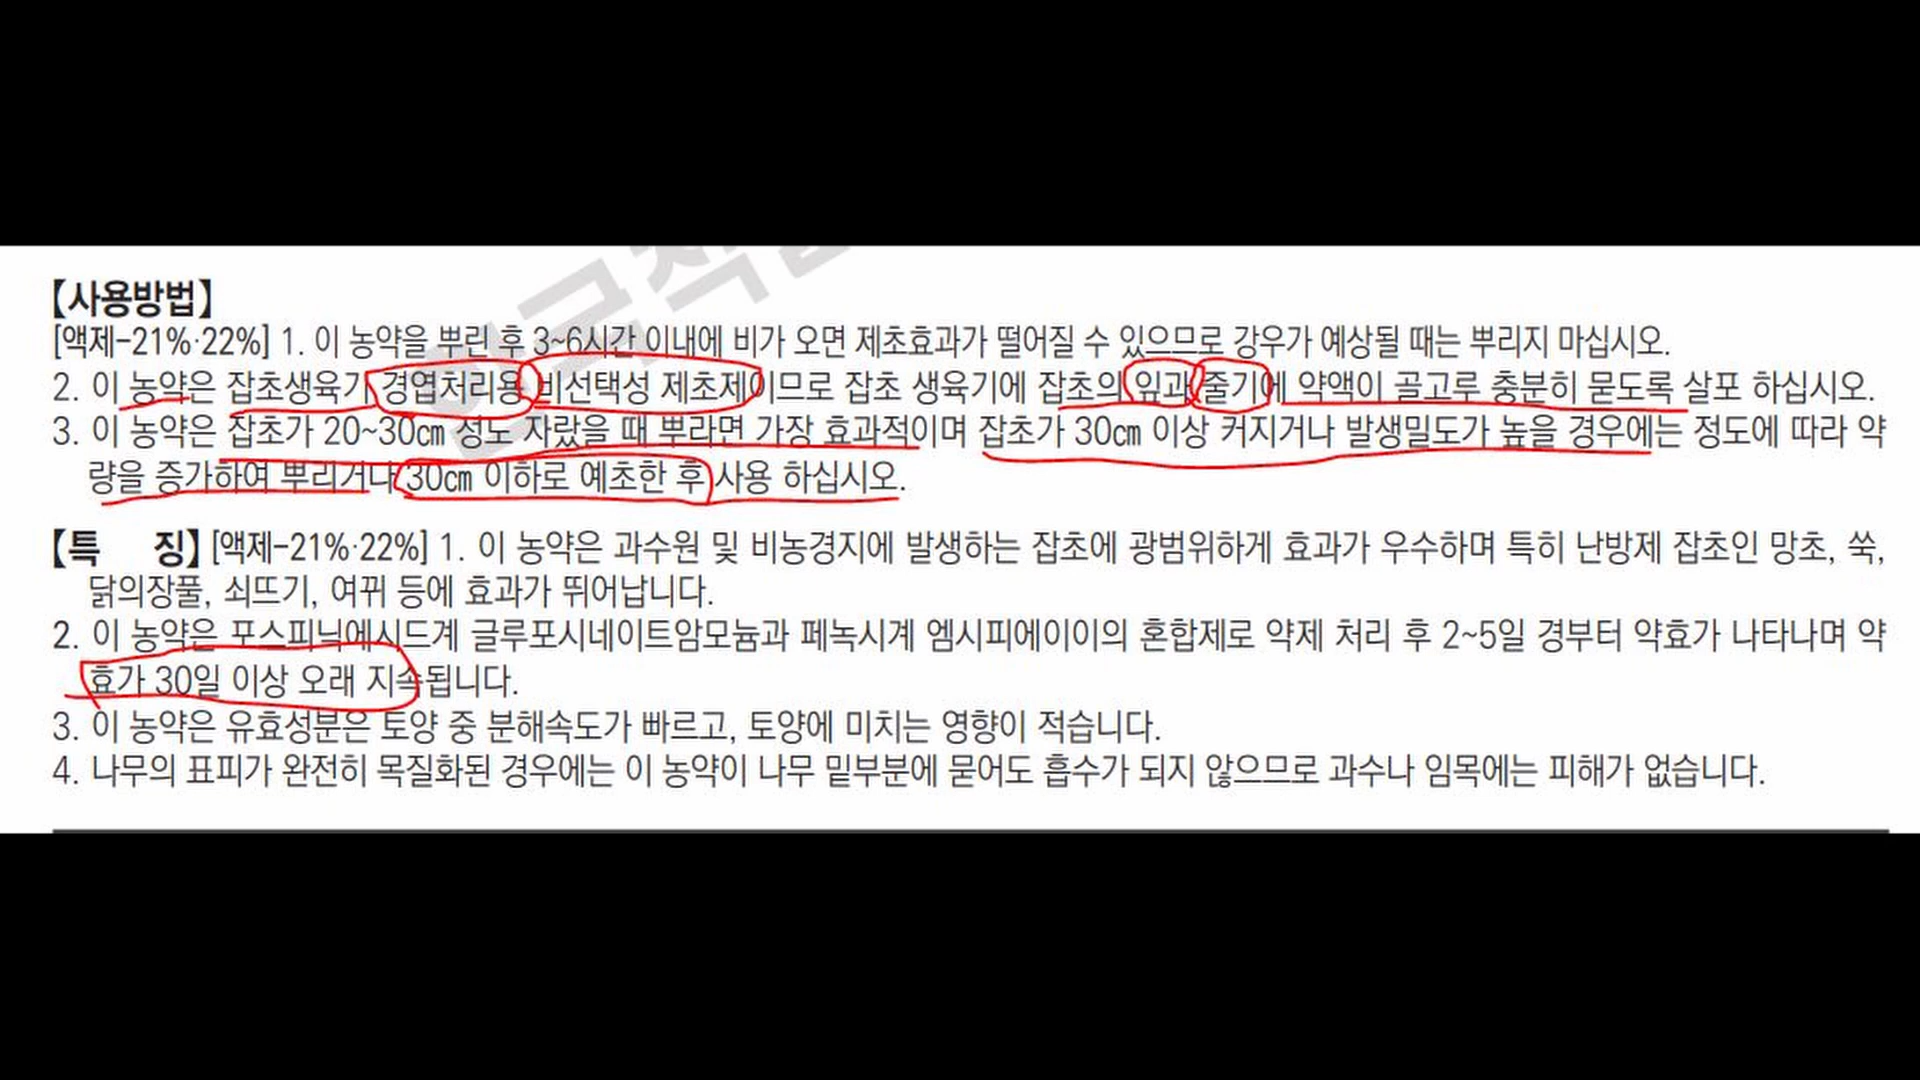 【사용방법】
[액제-21%·22%] 1. 이 농약을 뿌린 후 3~6시간 이내에 비가 오면 제초효과가 떨어질 수 있으므로 강우가 예상될 때는 뿌리지 마십시오.
2. 이 농약은 잡초생육기 경엽처리용 비선택성 제초제이므로 잡초 생육기에 잡초의 잎과 줄기에 약액이 골고루 충분히 묻도록 살포 하십시오.
3. 이 농약은 잡초가 20~30㎝ 정도 자랐을 때 뿌리면 가장 효과적이며 잡초가 30㎝ 이상 커지거나 발생밀도가 높을 경우에는 정도에 따라 약
량을 증가하여 뿌리거나 30㎝ 이하로 예초한 후 사용 하십시오.
【특 징】 [액제-21%·22%] 1. 이 농약은 과수원 및 비농경지에 발생하는 잡초에 광범위하게 효과가 우수하며 특히 난방제 잡초인 망초, 쑥,
닭의장풀, 쇠뜨기, 여뀌 등에 효과가 뛰어납니다.
2. 이 농약은 포스피닉에시드계 글루포시네이트암모늄과 페녹시계 엠시피에이이의 혼합제로 약제 처리 후 2~5일 경부터 약효가 나타나며 약
효가 30일 이상 오래 지속됩니다.
3. 이 농약은 유효성분은 토양 중 분해속도가 빠르고, 토양에 미치는 영향이 적습니다.
4. 나무의 표피가 완전히 목질화된 경우에는 이 농약이 나무 밑부분에 묻어도 흡수가 되지 않으므로 과수나 임목에는 피해가 없습니다.